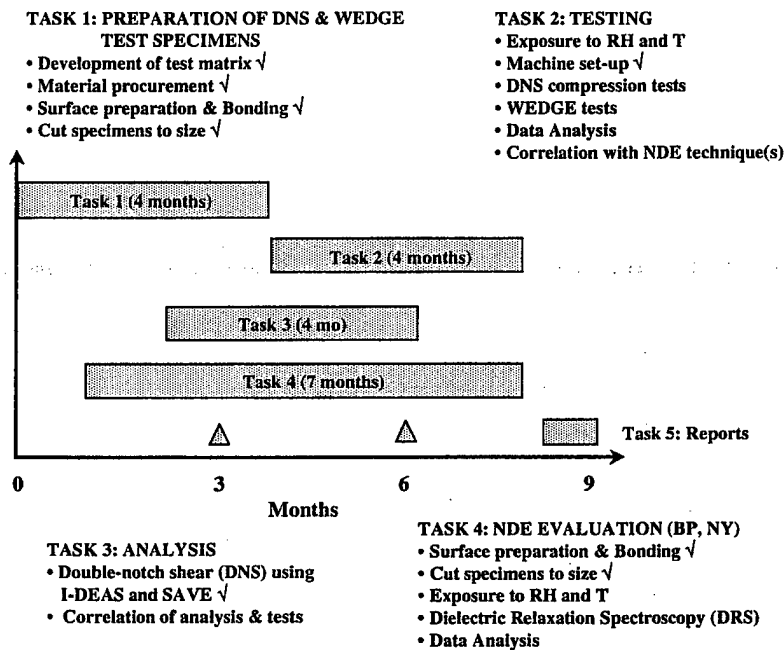 TASK 1: PREPARATION OF DNS & WEDGE
TEST SPECIMENS
• Development of test matrix √
• Material procurement √
• Surface preparation & Bonding √
• Cut specimens to size √
TASK 2: TESTING
• Exposure to RH and T
• Machine set-up √
• DNS compression tests
• WEDGE tests
• Data Analysis
• Correlation with NDE technique(s)
Task 1 (4 months)
Task 2 (4 months)
Task 3 (4 mo)
Task 4 (7 months)
Task 5: Reports
0 3 6 9
Months
TASK 3: ANALYSIS
• Double-notch shear (DNS) using
I-DEAS and SAVE √
• Correlation of analysis & tests
TASK 4: NDE EVALUATION (BP, NY)
• Surface preparation & Bonding √
• Cut specimens to size √
• Exposure to RH and T
• Dielectric Relaxation Spectroscopy (DRS)
• Data Analysis